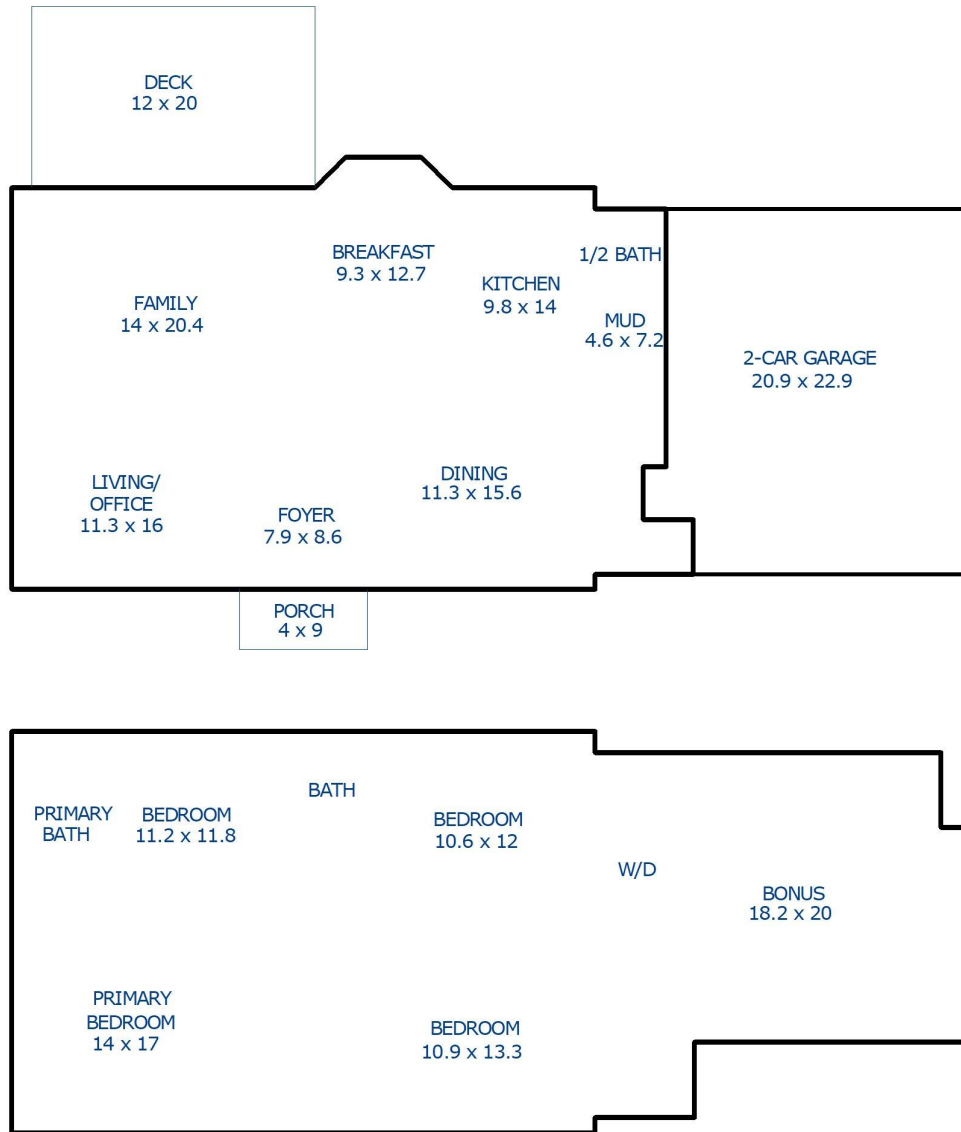 DECK
12 x 20
BREAKFAST
9.3 x 12.7
1/2 BATH
KITCHEN
9.8 x 14
FAMILY
14 x 20.4
MUD
4.6 x 7.2
2-CAR GARAGE
20.9 x 22.9
LIVING/
OFFICE
11.3 x 16
DINING
11.3 x 15.6
FOYER
7.9 x 8.6
PORCH
4 x 9
BATH
PRIMARY
BATH
BEDROOM
11.2 x 11.8
BEDROOM
10.6 x 12
W/D
BONUS
18.2 x 20
PRIMARY
BEDROOM
14 x 17
BEDROOM
10.9 x 13.3